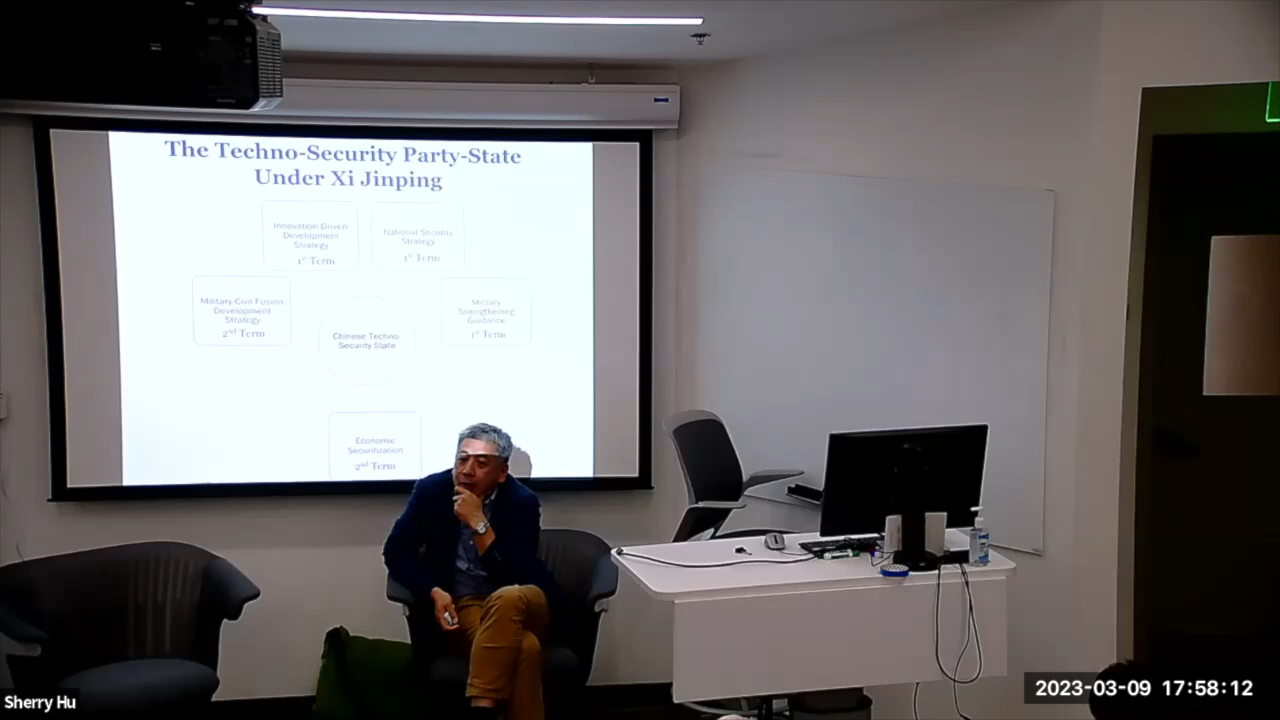 The Techno-Security Party-State
Under Xi Jinping
Innovation Driven
Development
Strategy
1st Term
National Security
Strategy
1st Term
Military-Civil Fusion
Development
Strategy
2nd Term
Military
Strengthening
Guidance
1st Term
Chinese Techno-
Security State
Economic
Securitization
2nd Term
Sherry Hu
2023-03-09 17:58:12